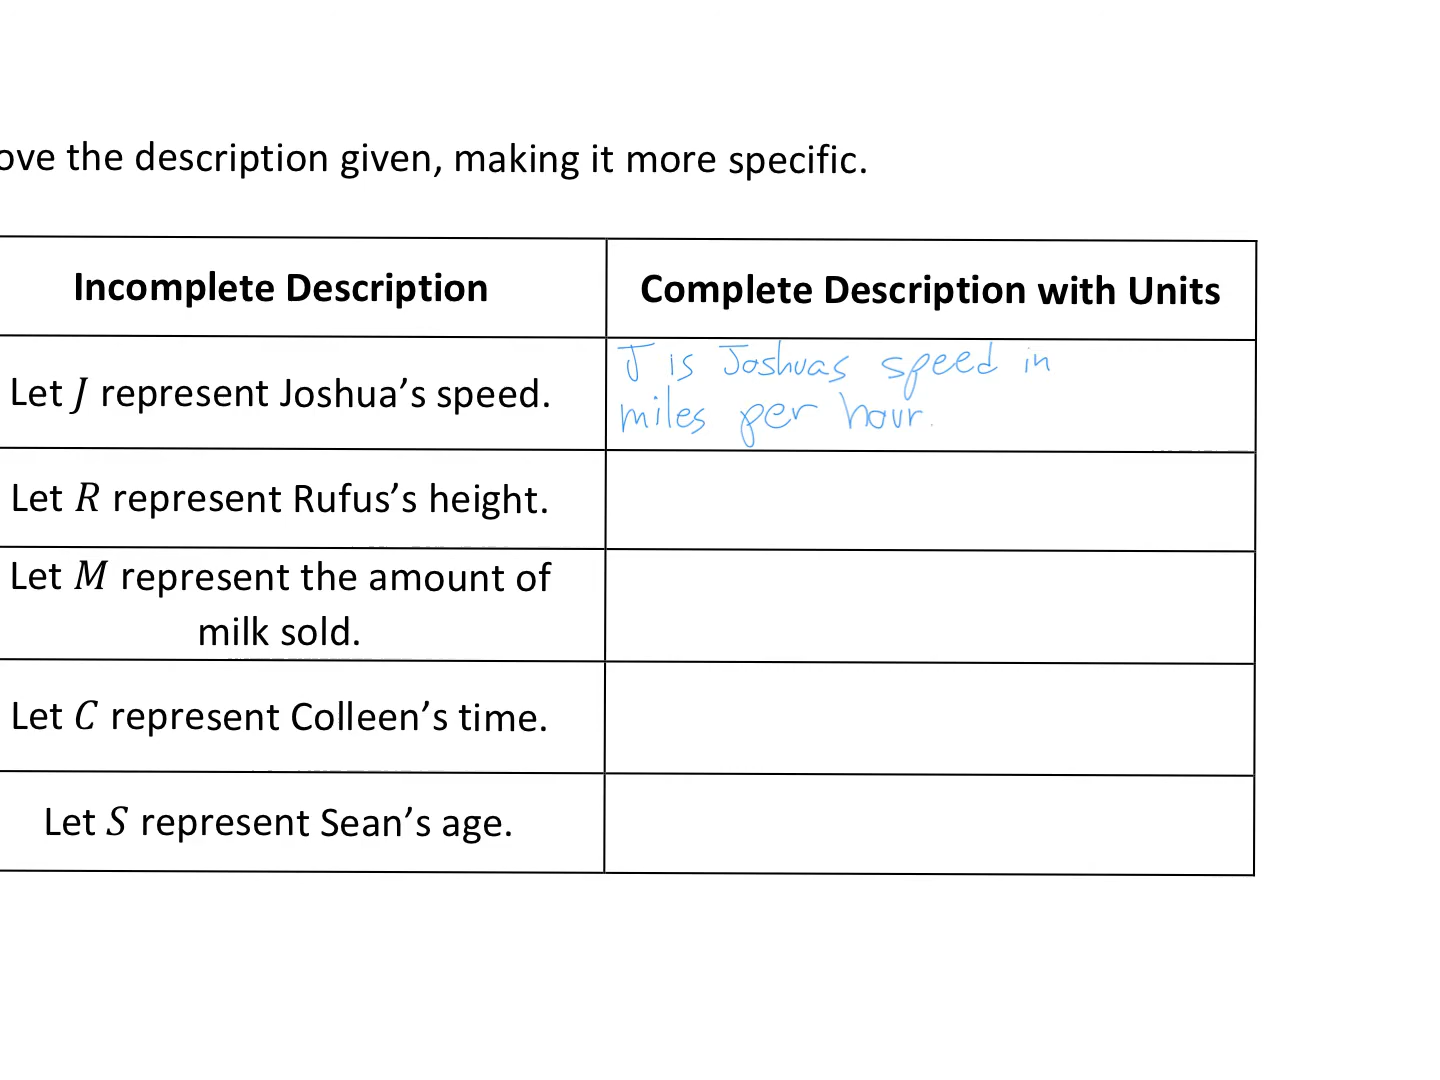 ove the description given, making it more specific.
Incomplete Description
Complete Description with Units
Let J represent Joshua’s speed.
J is Joshuas speed in
miles per hour.
Let R represent Rufus’s height.
Let M represent the amount of
milk sold.
Let C represent Colleen’s time.
Let S represent Sean’s age.